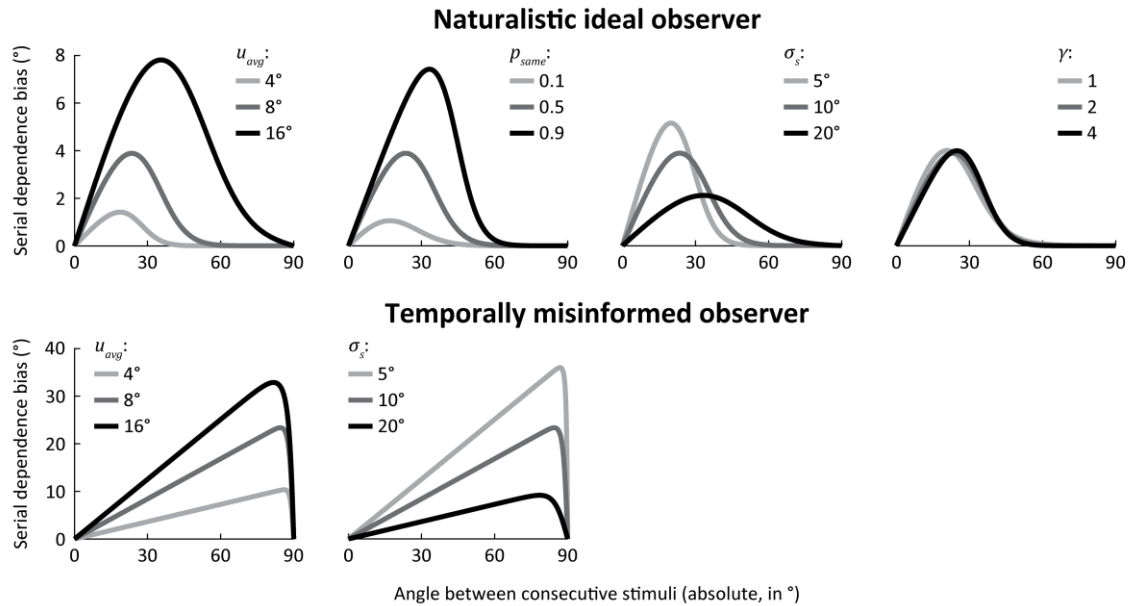 Naturalistic ideal observer
Serial dependence bias (°)
8
6
4
2
0
0 30 60 90
u_avg:
4°
8°
16°
0 30 60 90
p_same:
0.1
0.5
0.9
0 30 60 90
σ_s:
5°
10°
20°
0 30 60 90
γ:
1
2
4
Temporally misinformed observer
Serial dependence bias (°)
40
30
20
10
0
0 30 60 90
u_avg:
4°
8°
16°
0 30 60 90
σ_s:
5°
10°
20°
Angle between consecutive stimuli (absolute, in °)